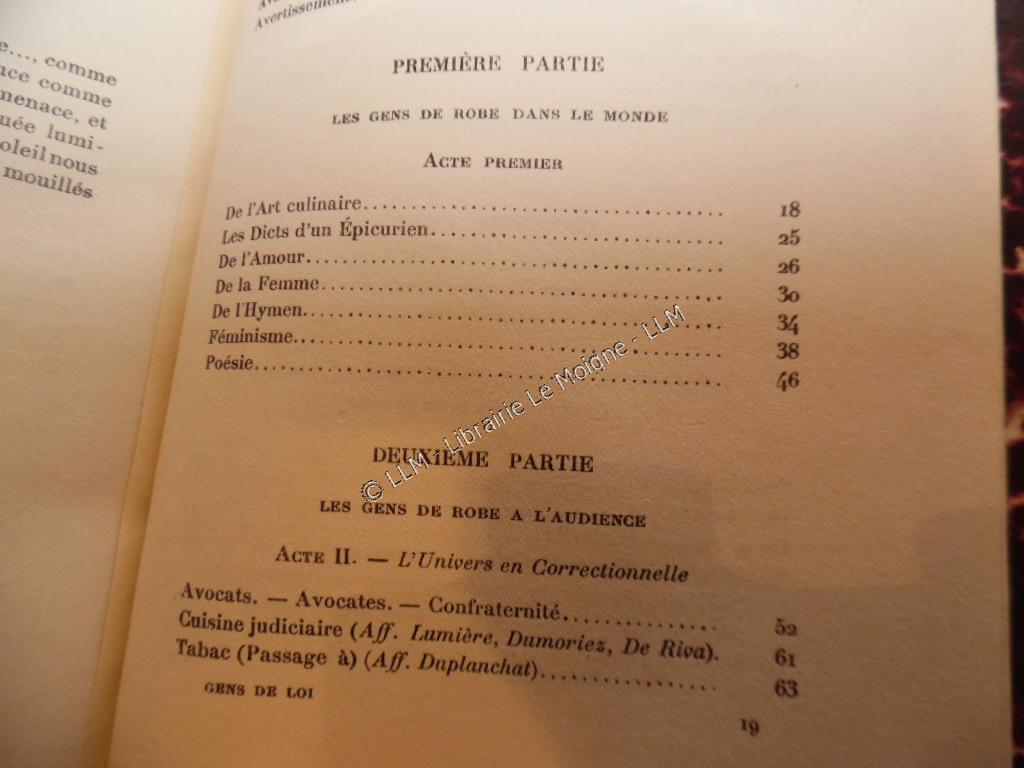 e..., comme
comme
menace, et
lumi-
soleil nous
mouillés
Avertissement.
PREMIÈRE PARTIE
LES GENS DE ROBE DANS LE MONDE
ACTE PREMIER
De l'Art culinaire........................................ 18
Les Dicts d'un Épicurien................................ 25
De l'Amour............................................. 26
De la Femme........................................... 30
De l'Hymen............................................. 34
Féminisme.............................................. 38
Poésie.................................................. 46
© LLM - Librairie Le Moigne - LLM
DEUXIÈME PARTIE
LES GENS DE ROBE A L'AUDIENCE
ACTE II. — L'Univers en Correctionnelle
Avocats. — Avocates. — Confraternité............... 52
Cuisine judiciaire (Aff. Lumière, Dumoriez, De Riva). 61
Tabac (Passage à) (Aff. Duplanchat)................. 63
GENS DE LOI
19